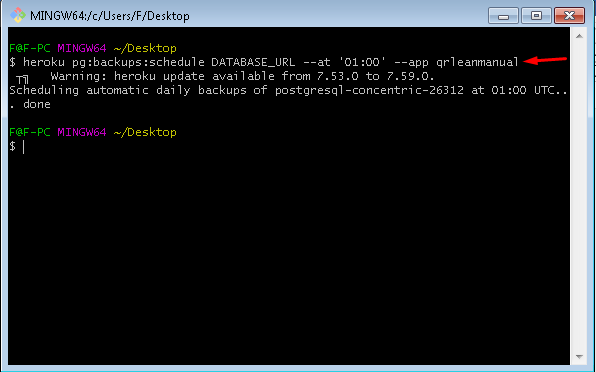 MINGW64:/c/Users/F/Desktop
F@F-PC MINGW64 ~/Desktop
$ heroku pg:backups:schedule DATABASE_URL --at '01:00' --app qrleanmanual
Warning: heroku update available from 7.53.0 to 7.59.0.
Scheduling automatic daily backups of postgresql-concentric-26312 at 01:00 UTC..
. done
F@F-PC MINGW64 ~/Desktop
$